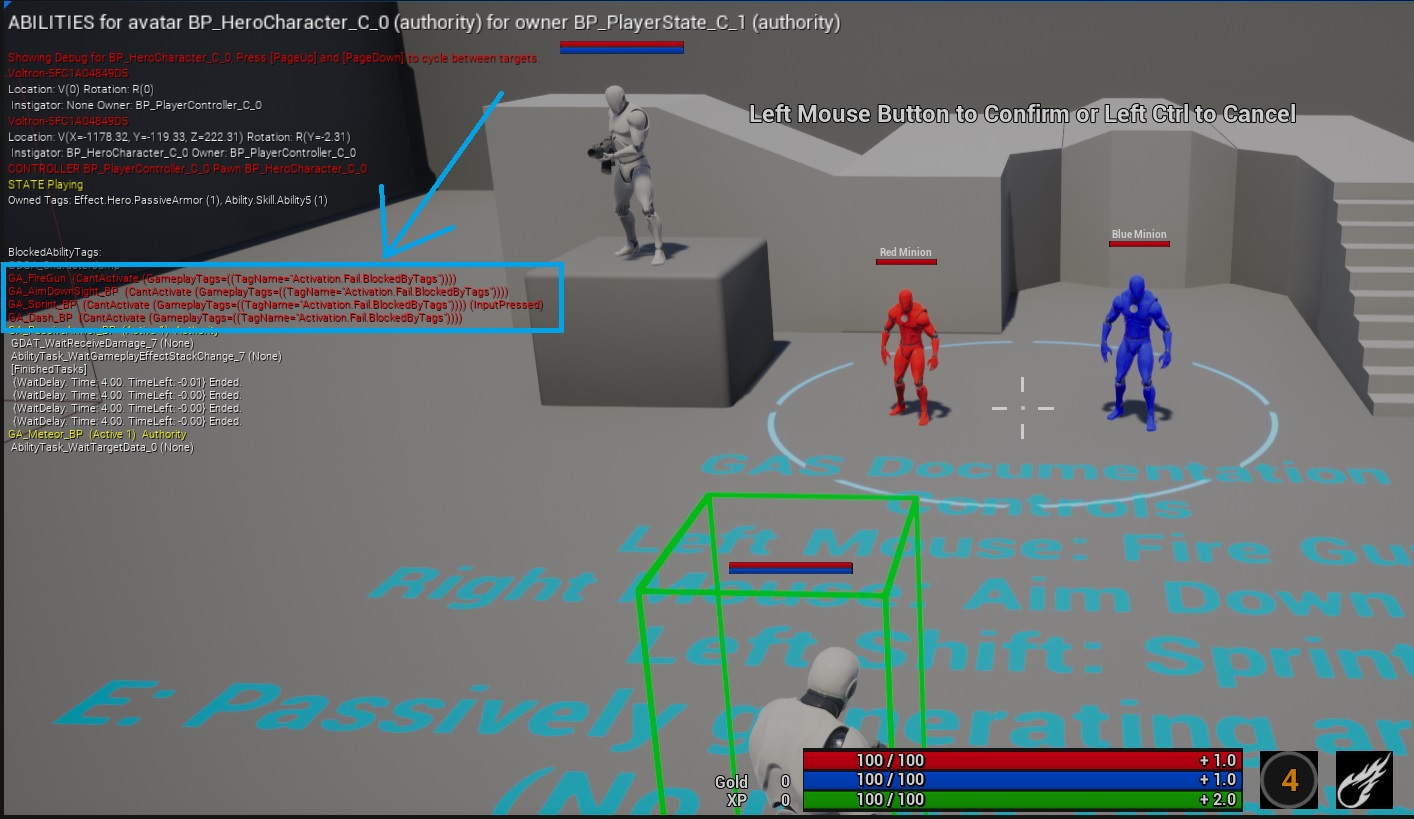 ABILITIES for avatar BP_HeroCharacter_C_0 (authority) for owner BP_PlayerState_C_1 (authority)
Showing Debug for BP_HeroCharacter_C_0, Press [PageUp] and [PageDown] to cycle between targets.
Voltron-5FC1A04849D5
Location: V(0) Rotation: R(0)
Instigator: None Owner: BP_PlayerController_C_0
Voltron-5FC1A04849D5
Location: V(X=-1178.32, Y=-119.33, Z=222.31) Rotation: R(Y=-2.31)
Instigator: BP_HeroCharacter_C_0 Owner: BP_PlayerController_C_0
CONTROLLER BP_PlayerController_C_0 Pawn BP_HeroCharacter_C_0
STATE Playing
Owned Tags: Effect.Hero.PassiveArmor (1), Ability.Skill.Ability5 (1)
BlockedAbilityTags:
GDGA_CharacterJump
GA_FireGun (CantActivate (GameplayTags=((TagName="Activation.Fail.BlockedByTags"))))
GA_AimDownSight_BP (CantActivate (GameplayTags=((TagName="Activation.Fail.BlockedByTags"))))
GA_Sprint_BP (CantActivate (GameplayTags=((TagName="Activation.Fail.BlockedByTags")))) (InputPressed)
GA_Dash_BP (CantActivate (GameplayTags=((TagName="Activation.Fail.BlockedByTags"))))
GA_PassiveArmor_BP (Active 1) Authority
GDAT_WaitReceiveDamage_7 (None)
AbilityTask_WaitGameplayEffectStackChange_7 (None)
[FinishedTasks]
{WaitDelay. Time: 4.00. TimeLeft: -0.01} Ended.
{WaitDelay. Time: 4.00. TimeLeft: -0.00} Ended.
{WaitDelay. Time: 4.00. TimeLeft: -0.00} Ended.
{WaitDelay. Time: 4.00. TimeLeft: -0.00} Ended.
GA_Meteor_BP (Active 1) Authority
AbilityTask_WaitTargetData_0 (None)
Left Mouse Button to Confirm or Left Ctrl to Cancel
Red Minion
Blue Minion
GAS Documentation
Controls
Left Mouse: Fire Gu
Right Mouse: Aim Down
Left Shift: Sprint
E: Passively generating ar
(No
Gold 0
XP 0
100 / 100 + 1.0
100 / 100 + 1.0
100 / 100 + 2.0
4